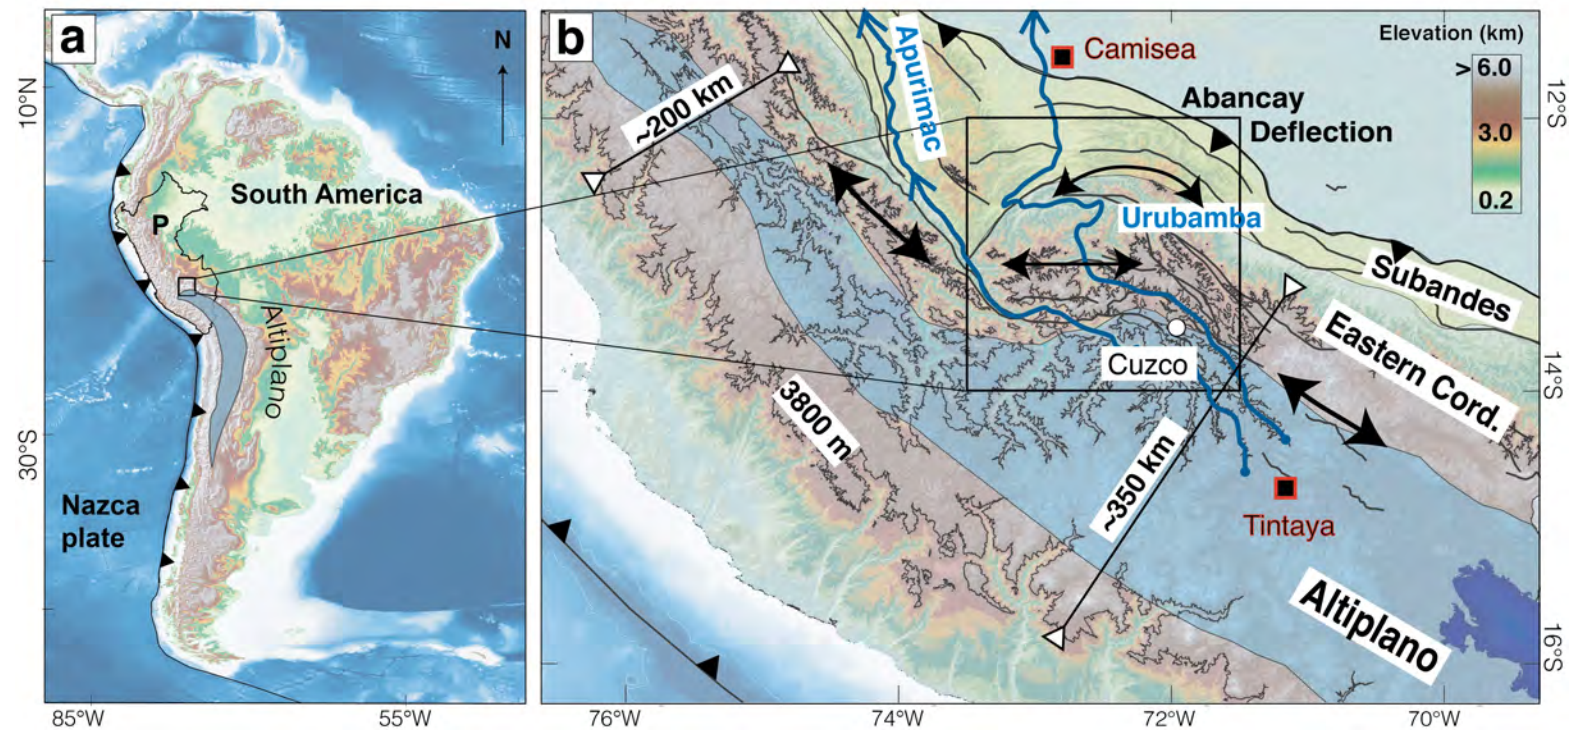 a
N
10°N
South America
P
Altiplano
30°S
Nazca
plate
85°W
55°W
b
Apurimac
Camisea
Elevation (km)
> 6.0
3.0
0.2
12°S
~200 km
Abancay
Deflection
Urubamba
Subandes
Eastern Cord.
Cuzco
14°S
3800 m
~350 km
Tintaya
Altiplano
16°S
76°W
74°W
72°W
70°W